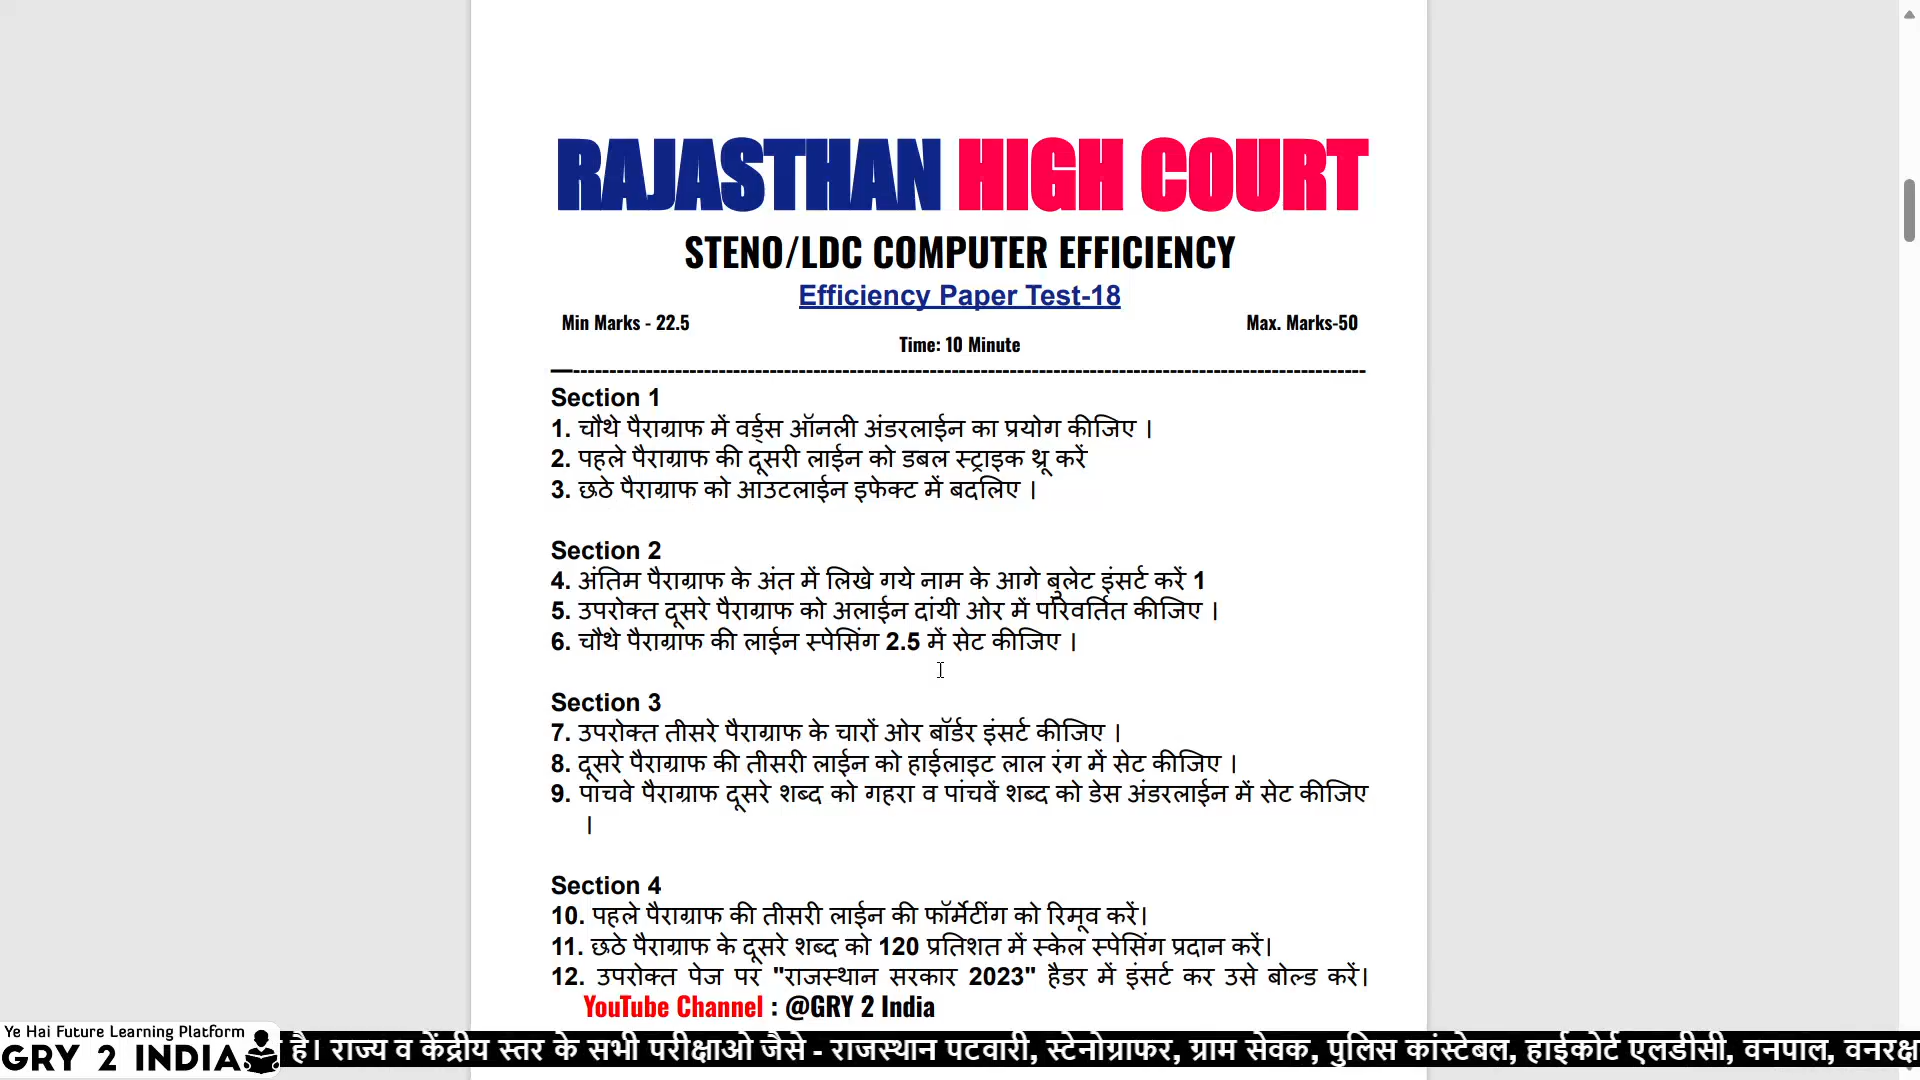 RAJASTHAN HIGH COURT
STENO/LDC COMPUTER EFFICIENCY
Efficiency Paper Test-18
Min Marks - 22.5 Max. Marks-50
Time: 10 Minute
Section 1
1. चौथे पैराग्राफ में वर्ड्स ऑनली अंडरलाईन का प्रयोग कीजिए ।
2. पहले पैराग्राफ की दूसरी लाईन को डबल स्ट्राइक थ्रू करें
3. छठे पैराग्राफ को आउटलाईन इफेक्ट में बदलिए ।
Section 2
4. अंतिम पैराग्राफ के अंत में लिखे गये नाम के आगे बुलेट इंसर्ट करें 1
5. उपरोक्त दूसरे पैराग्राफ को अलाईन दांयी ओर में परिवर्तित कीजिए ।
6. चौथे पैराग्राफ की लाईन स्पेसिंग 2.5 में सेट कीजिए ।
Section 3
7. उपरोक्त तीसरे पैराग्राफ के चारों ओर बॉर्डर इंसर्ट कीजिए ।
8. दूसरे पैराग्राफ की तीसरी लाईन को हाईलाइट लाल रंग में सेट कीजिए ।
9. पांचवे पैराग्राफ दूसरे शब्द को गहरा व पांचवें शब्द को डेस अंडरलाईन में सेट कीजिए
।
Section 4
10. पहले पैराग्राफ की तीसरी लाईन की फॉर्मेटींग को रिमूव करें।
11. छठे पैराग्राफ के दूसरे शब्द को 120 प्रतिशत में स्केल स्पेसिंग प्रदान करें।
12. उपरोक्त पेज पर "राजस्थान सरकार 2023" हैडर में इंसर्ट कर उसे बोल्ड करें।
YouTube Channel : @GRY 2 India
Ye Hai Future Learning Platform
GRY 2 INDIA
है। राज्य व केंद्रीय स्तर के सभी परीक्षाओ जैसे - राजस्थान पटवारी, स्टेनोग्राफर, ग्राम सेवक, पुलिस कांस्टेबल, हाईकोर्ट एलडीसी, वनपाल, वनरक्ष